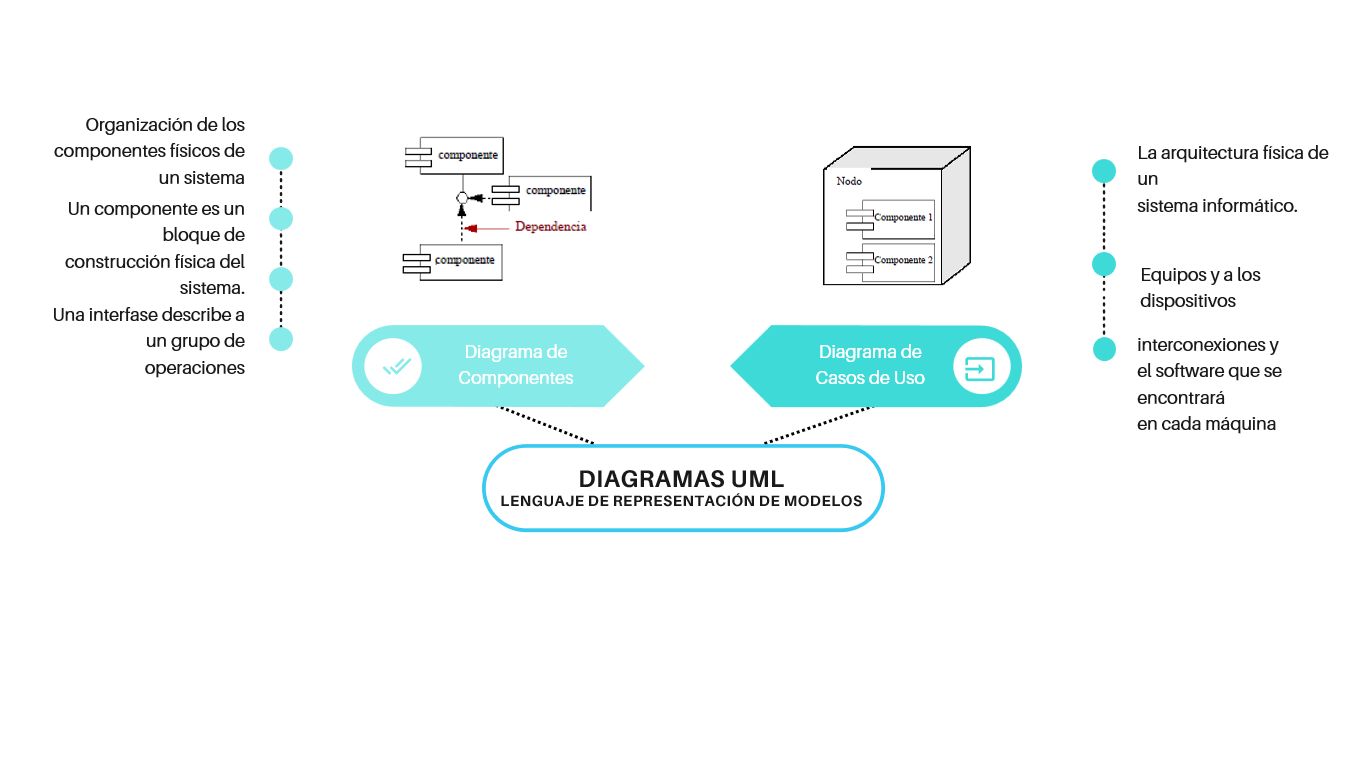 Organización de los
componentes físicos de
un sistema
Un componente es un
bloque de
construcción física del
sistema.
Una interfase describe a
un grupo de
operaciones
componente
componente
Dependencia
componente
Nodo
Componente 1
Componente 2
La arquitectura física de
un
sistema informático.
Equipos y a los
dispositivos
interconexiones y
el software que se
encontrará
en cada máquina
Diagrama de
Componentes
Diagrama de
Casos de Uso
DIAGRAMAS UML
LENGUAJE DE REPRESENTACIÓN DE MODELOS